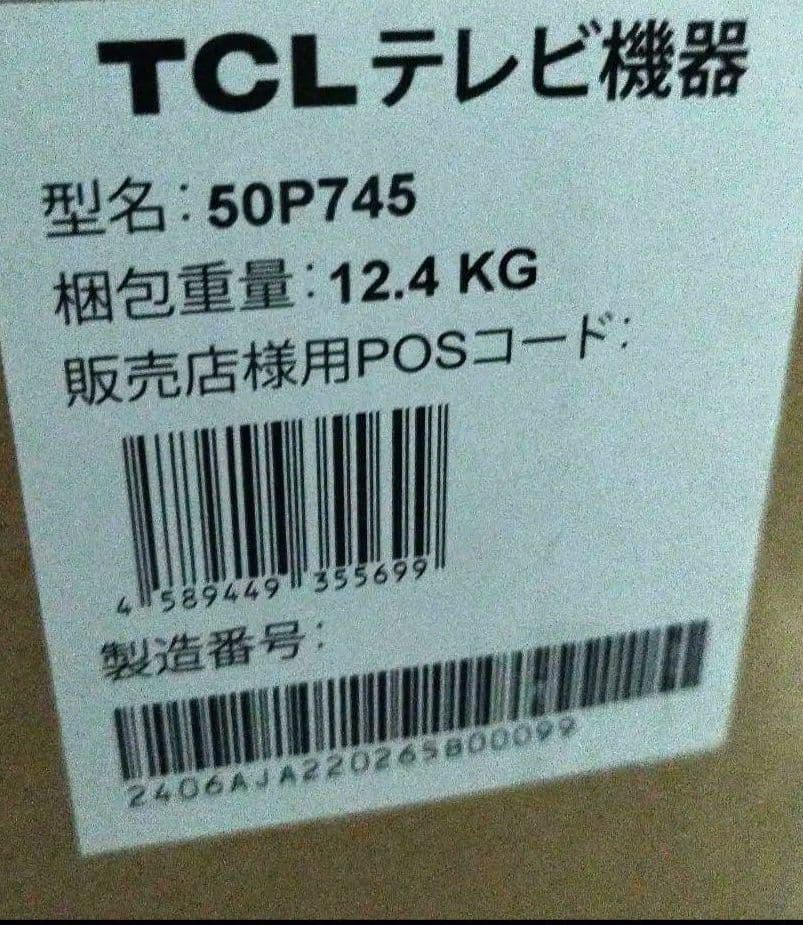 TCLテレビ機器
型名:50P745
梱包重量:12.4 KG
販売店様用POSコード:
4 589449 355699
製造番号:
2406AJA220265B00099